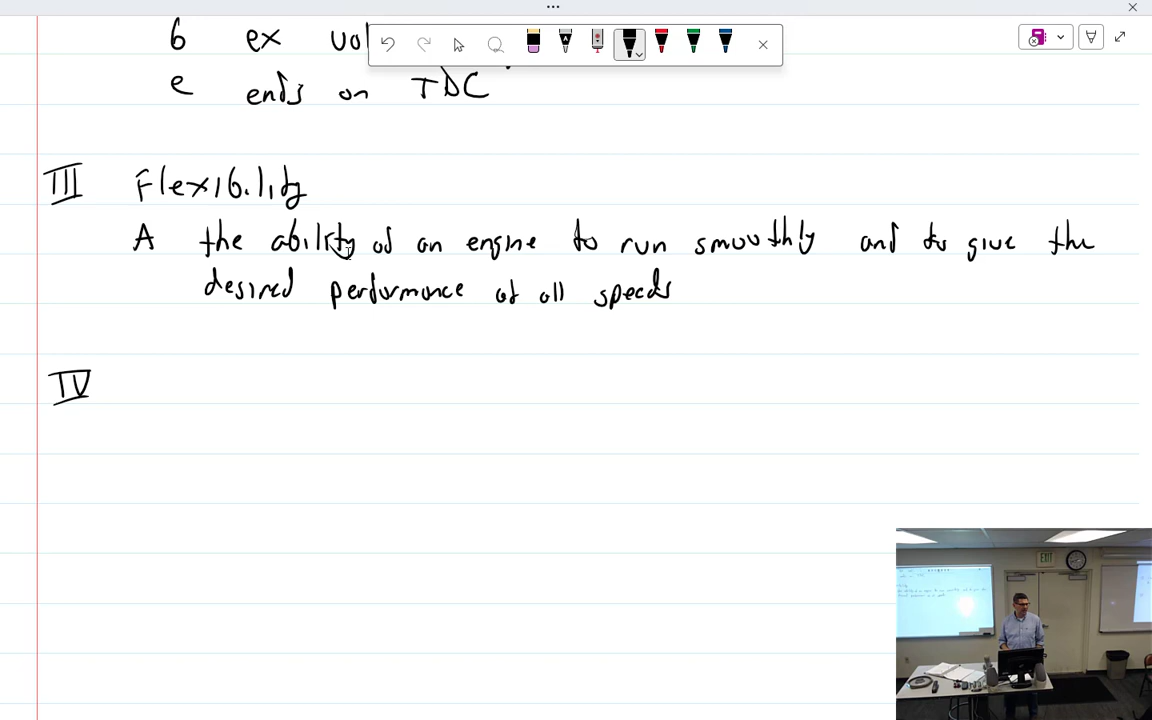 6 ex
e ends on TDC
III Flexibility
A the ability of an engine to run smoothly and to give the
desired performance at all speeds
IV
EXIT